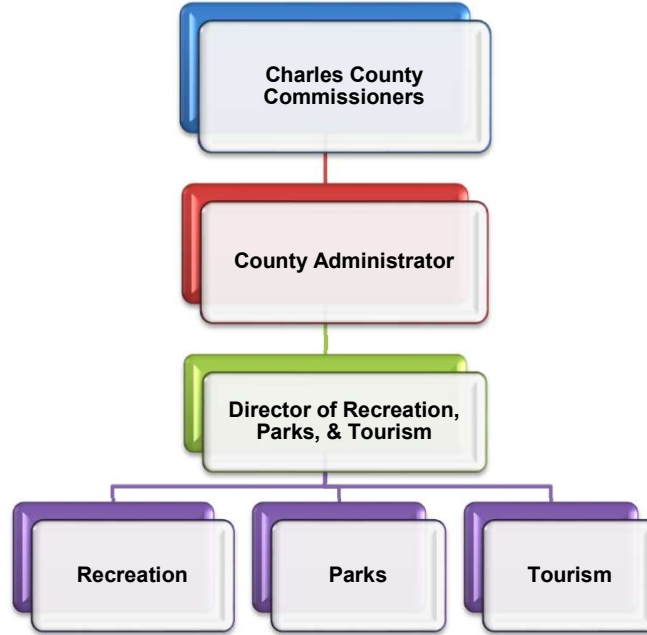 Charles County
Commissioners
County Administrator
Director of Recreation,
Parks, & Tourism
Recreation
Parks
Tourism